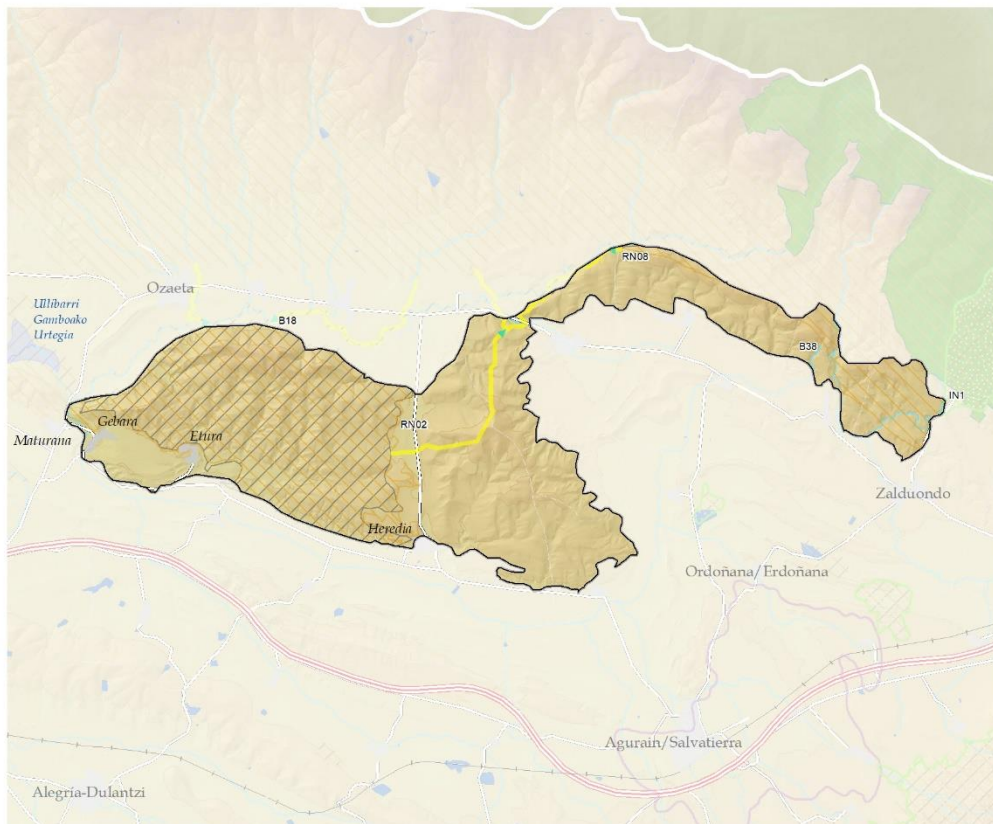 RN08
Ozaeta
Ullibarri
Gamboako
Urtegia
B18
B38
IN1
Gebara
Maturana
Etura
RN02
Zalduondo
Heredia
Ordoñana/Erdoñana
Agurain/Salvatierra
Alegría-Dulantzi